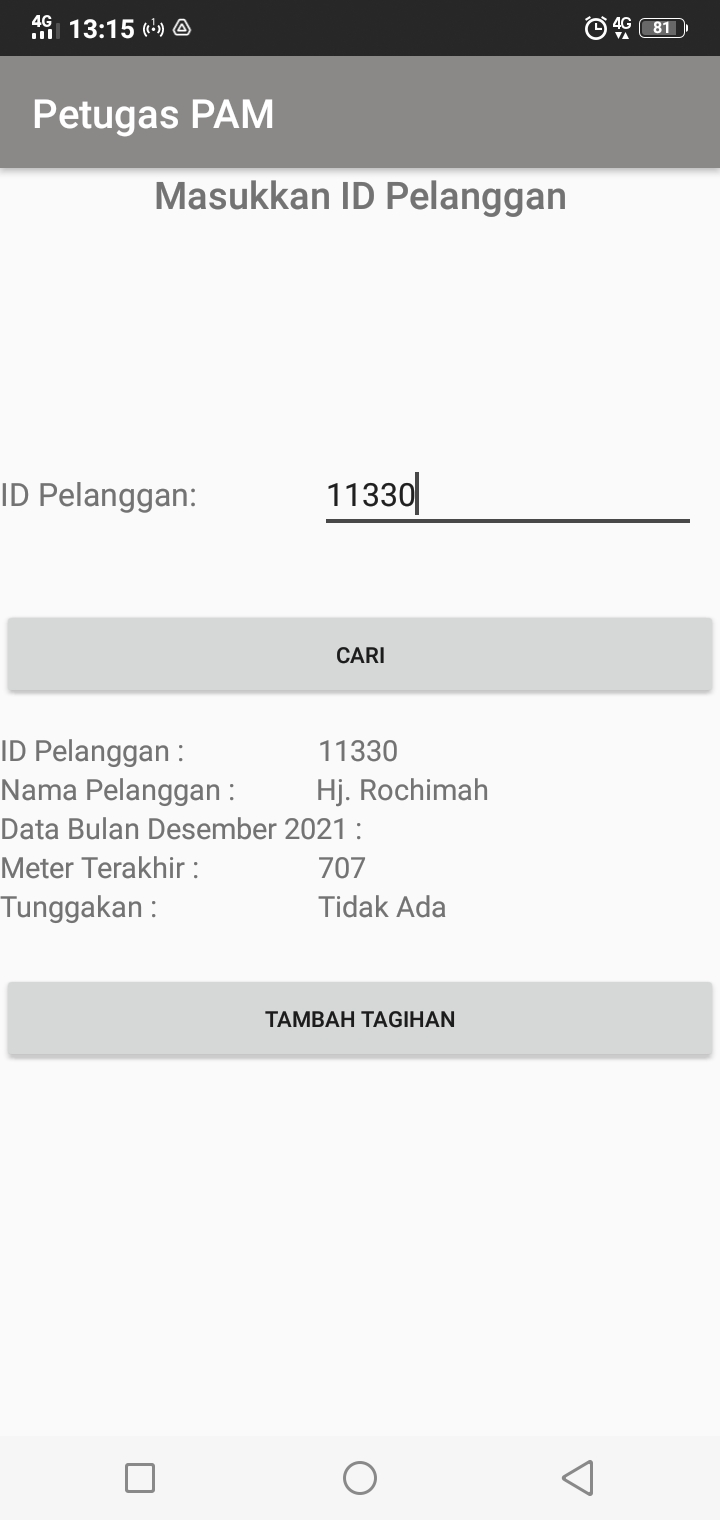 4G 13:15 4G 81
Petugas PAM
Masukkan ID Pelanggan
ID Pelanggan: 11330
CARI
ID Pelanggan : 11330
Nama Pelanggan : Hj. Rochimah
Data Bulan Desember 2021 :
Meter Terakhir : 707
Tunggakan : Tidak Ada
TAMBAH TAGIHAN